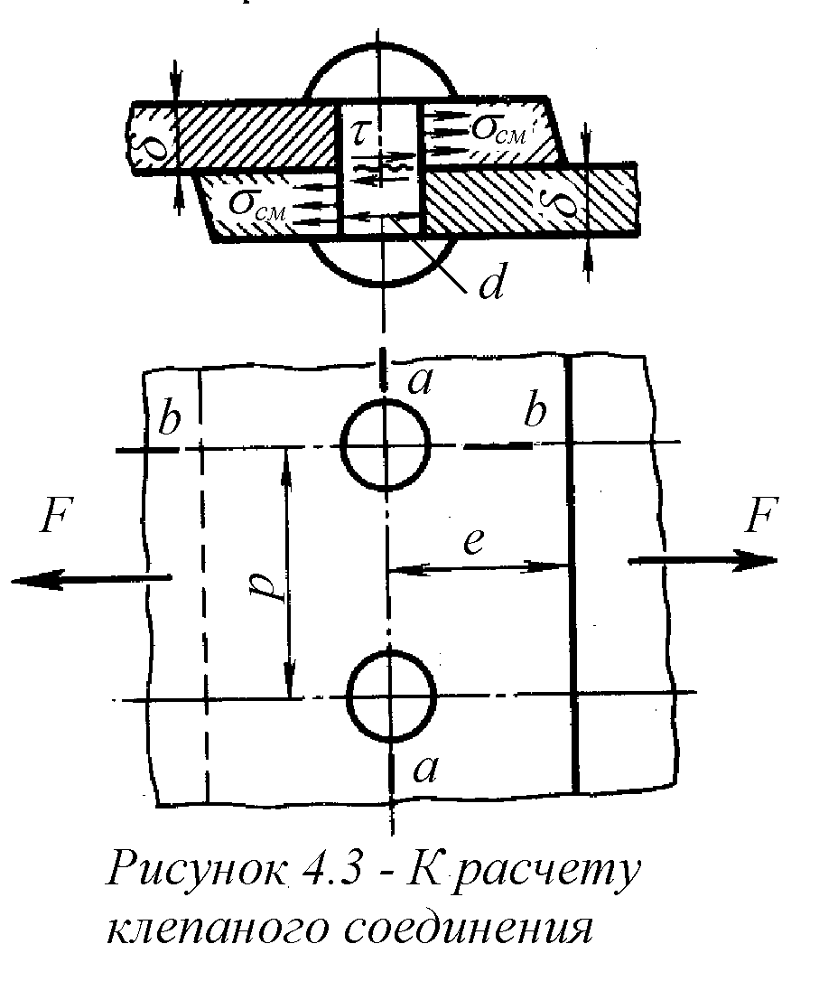 δ
τ
σсм
σсм
δ
d
a
b
b
F
F
e
p
a
Рисунок 4.3 - К расчету
клепаного соединения